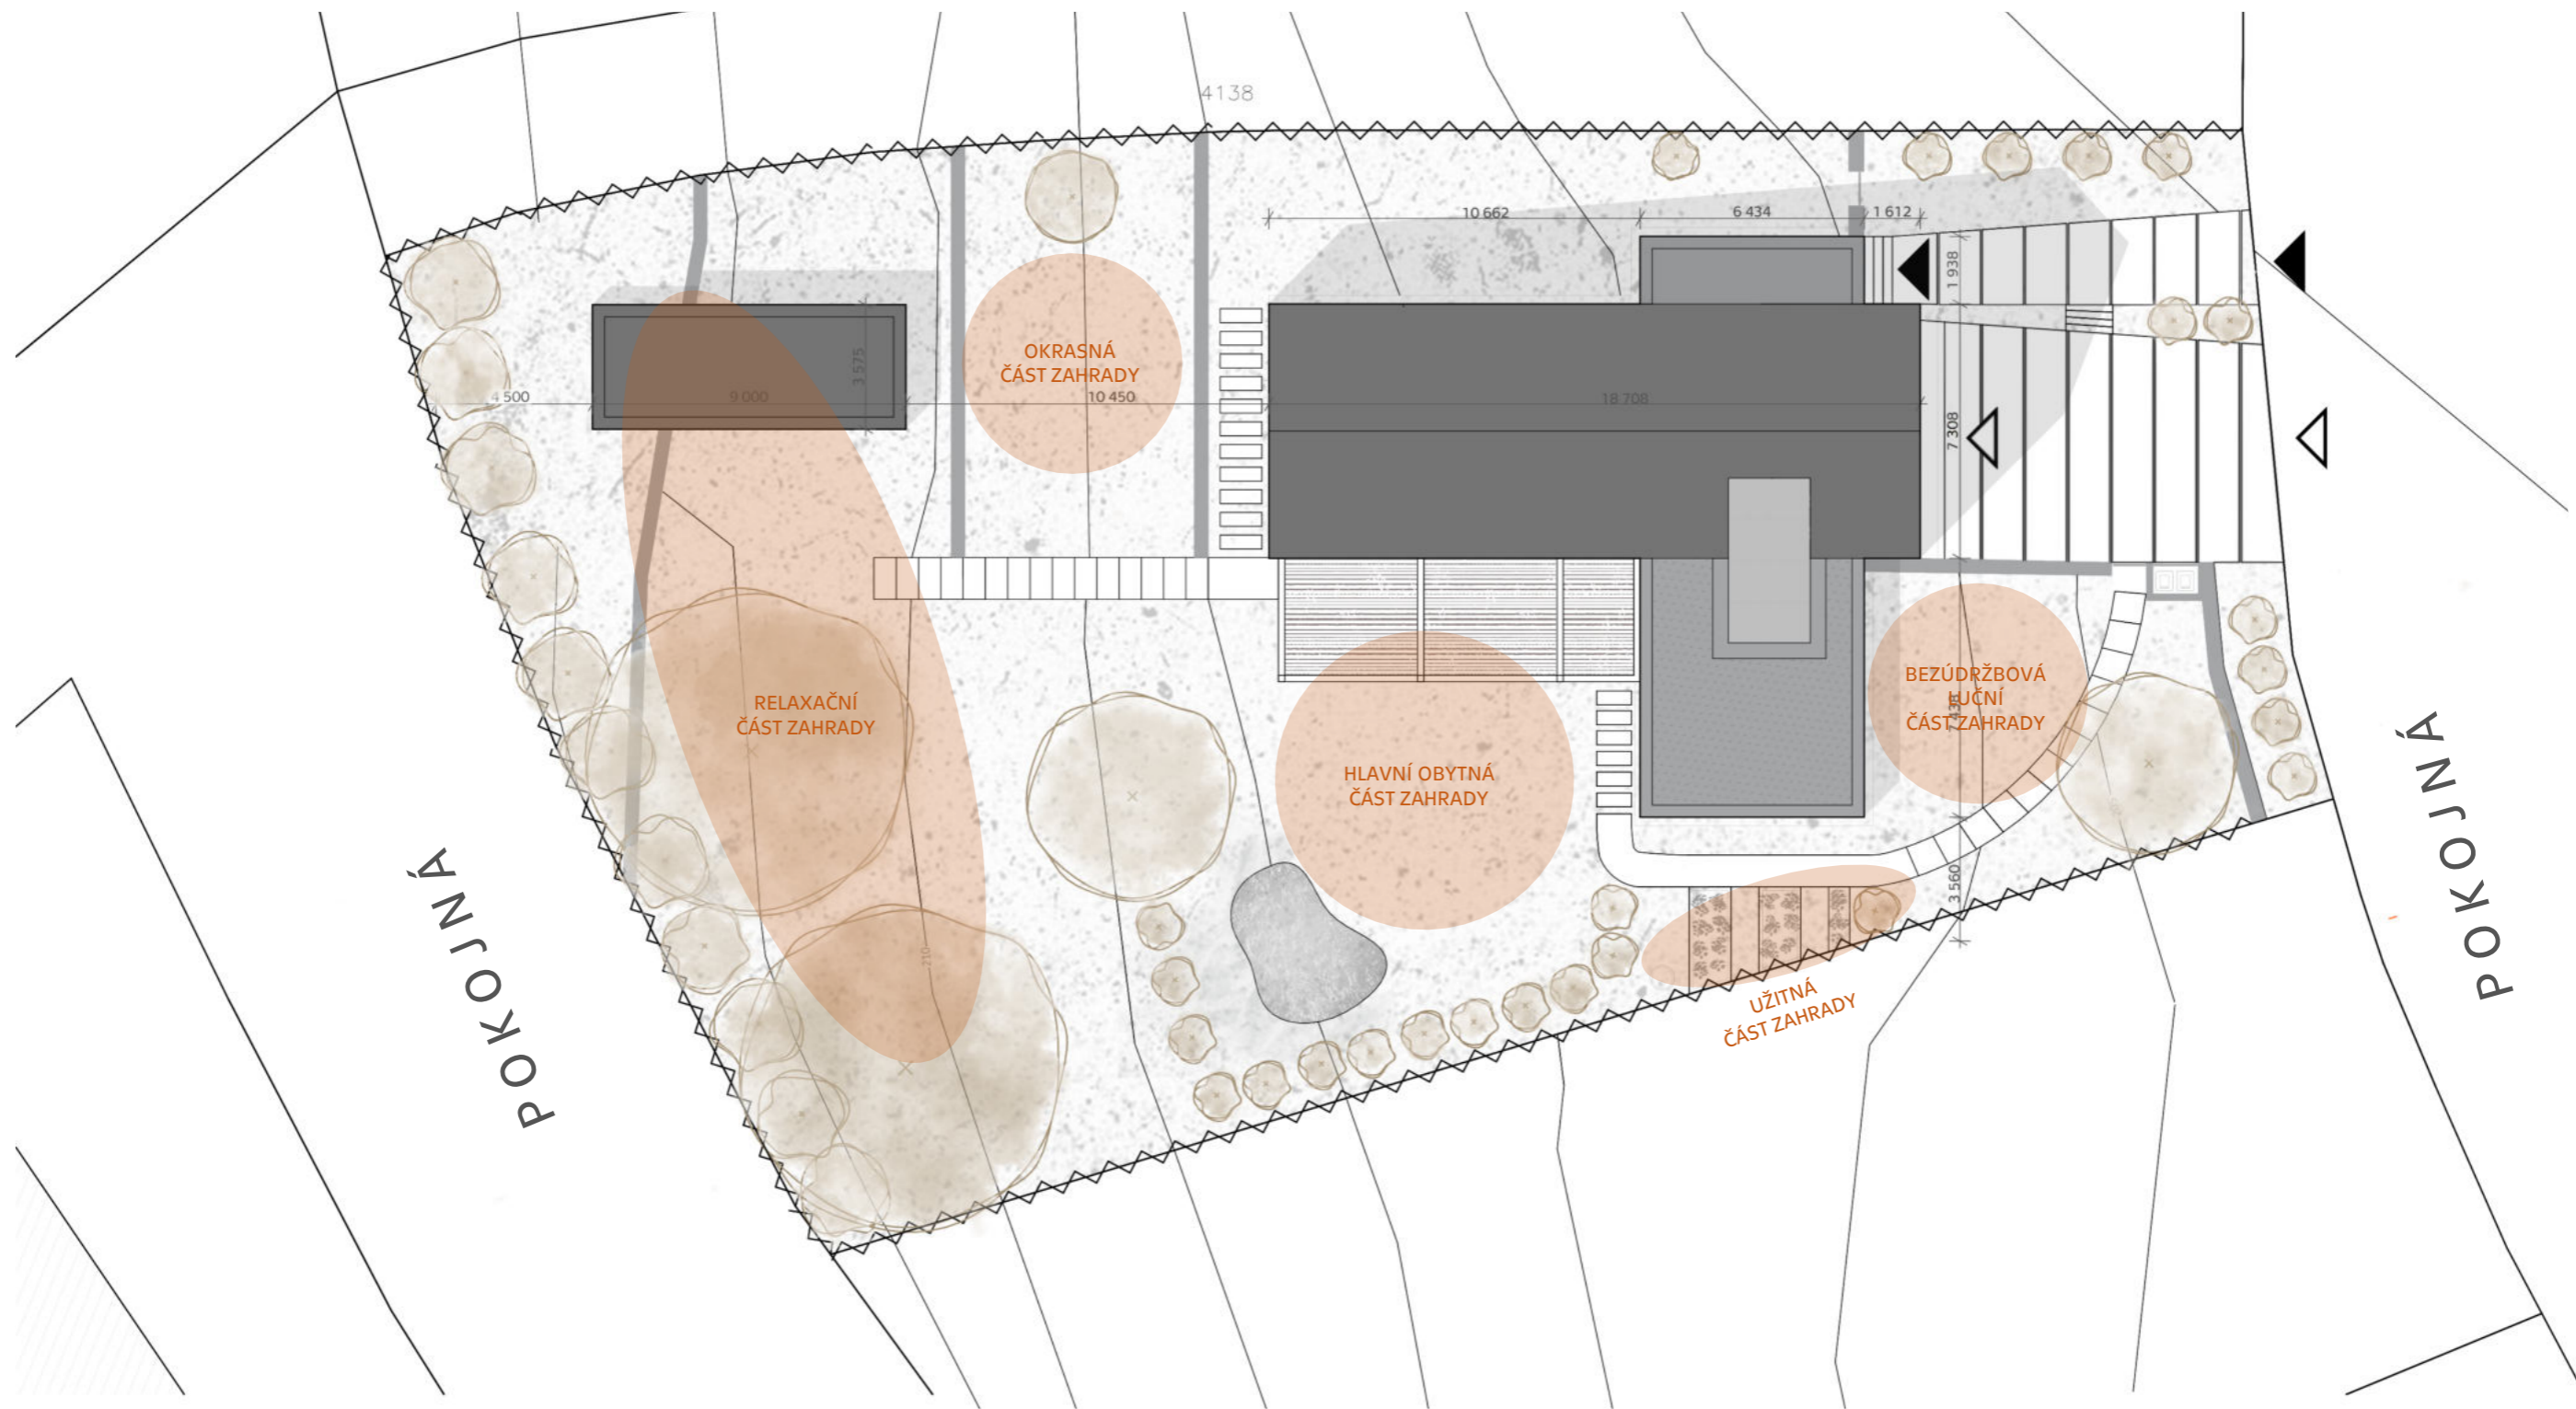 4138
10 662
6 434
1 612
1 938
OKRASNÁ
ČÁST ZAHRADY
3 575
4 500
9 000
10 450
18 708
7 308
RELAXAČNÍ
ČÁST ZAHRADY
HLAVNÍ OBYTNÁ
ČÁST ZAHRADY
BEZÚDRŽBOVÁ
LUČNÍ
ČÁST ZAHRADY
3 560
210
UŽITNÁ
ČÁST ZAHRADY
POKOJNÁ
POKOJNÁ